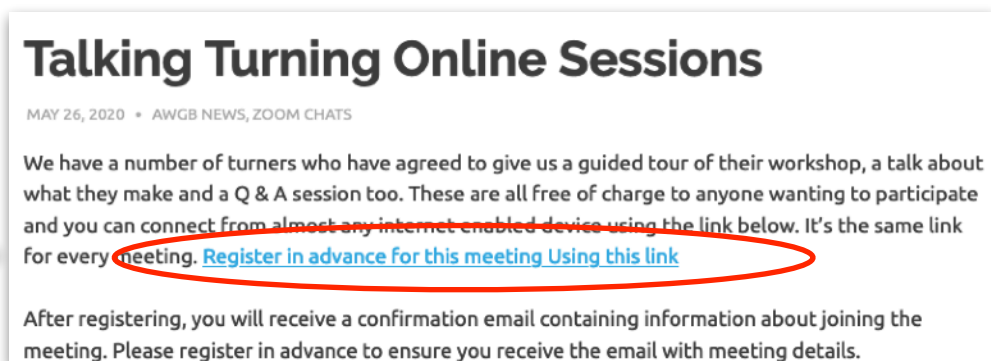 Talking Turning Online Sessions
MAY 26, 2020 • AWGB NEWS, ZOOM CHATS
We have a number of turners who have agreed to give us a guided tour of their workshop, a talk about
what they make and a Q & A session too. These are all free of charge to anyone wanting to participate
and you can connect from almost any internet enabled device using the link below. It's the same link
for every meeting. Register in advance for this meeting Using this link
After registering, you will receive a confirmation email containing information about joining the
meeting. Please register in advance to ensure you receive the email with meeting details.